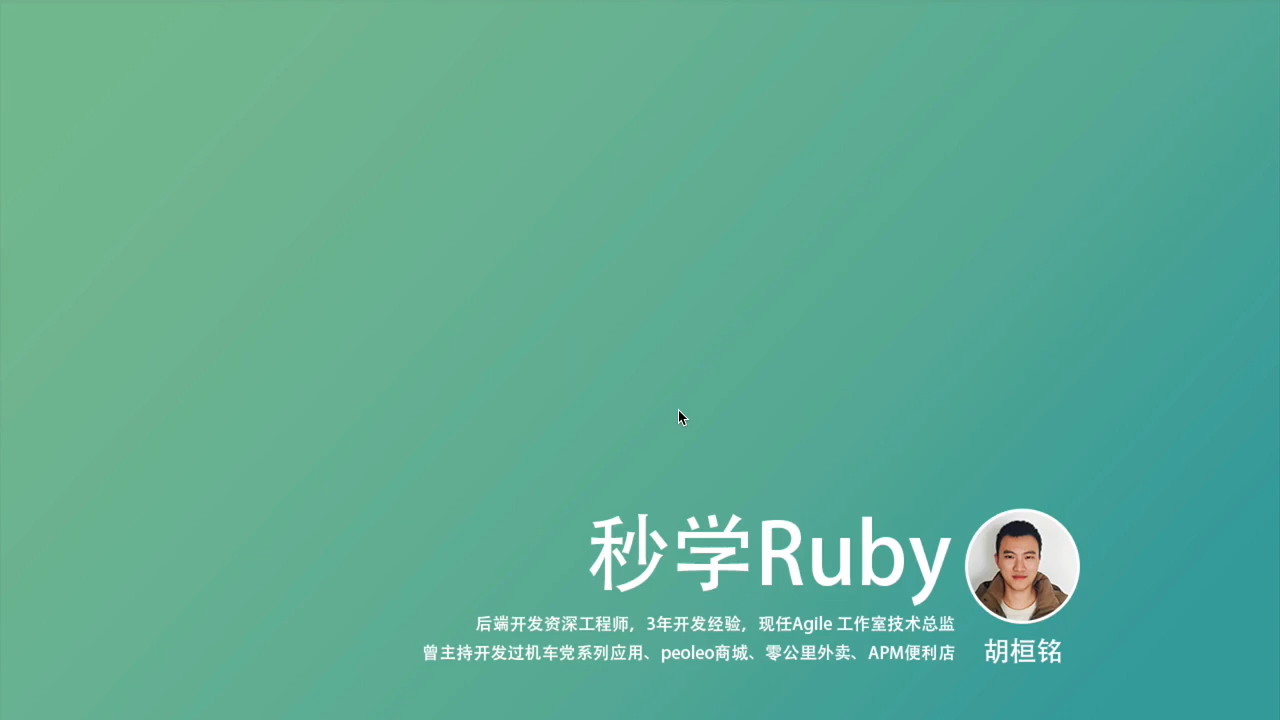 秒学Ruby
后端开发资深工程师，3年开发经验，现任Agile 工作室技术总监
曾主持开发过机车党系列应用、peoleo商城、零公里外卖、APM便利店
胡桓铭